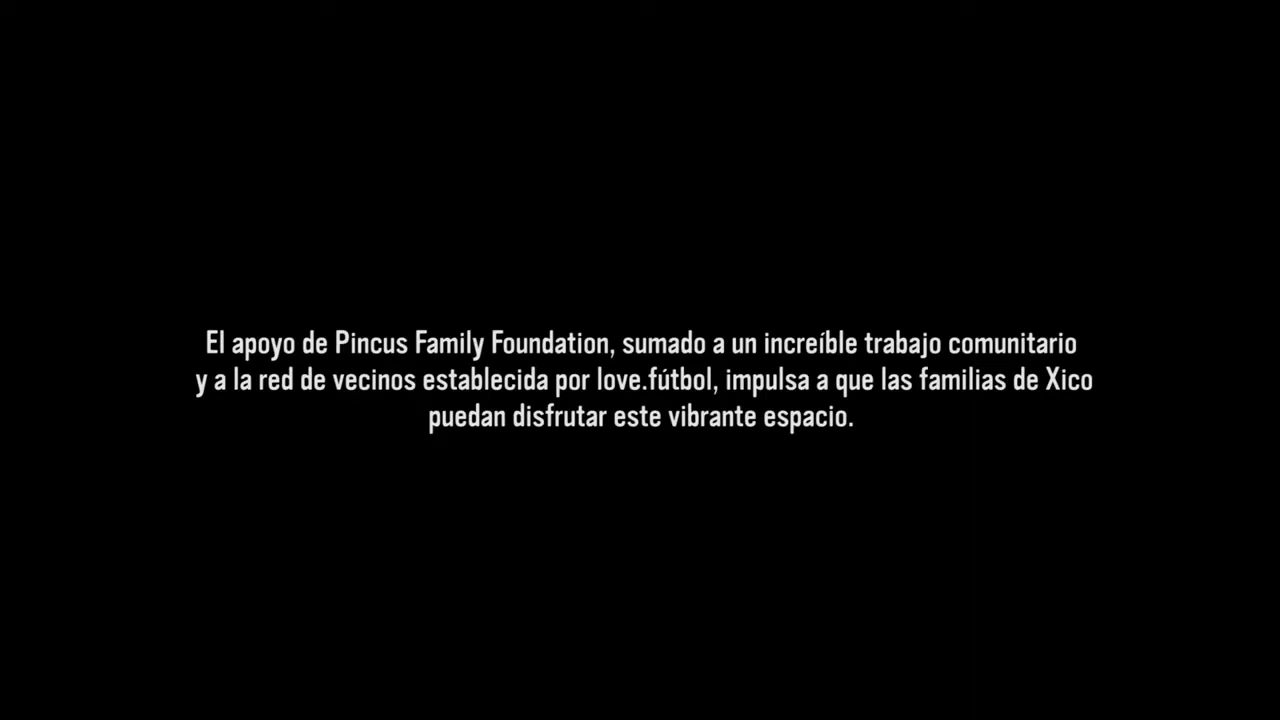 El apoyo de Pincus Family Foundation, sumado a un increíble trabajo comunitario
y a la red de vecinos establecida por love.fútbol, impulsa a que las familias de Xico
puedan disfrutar este vibrante espacio.